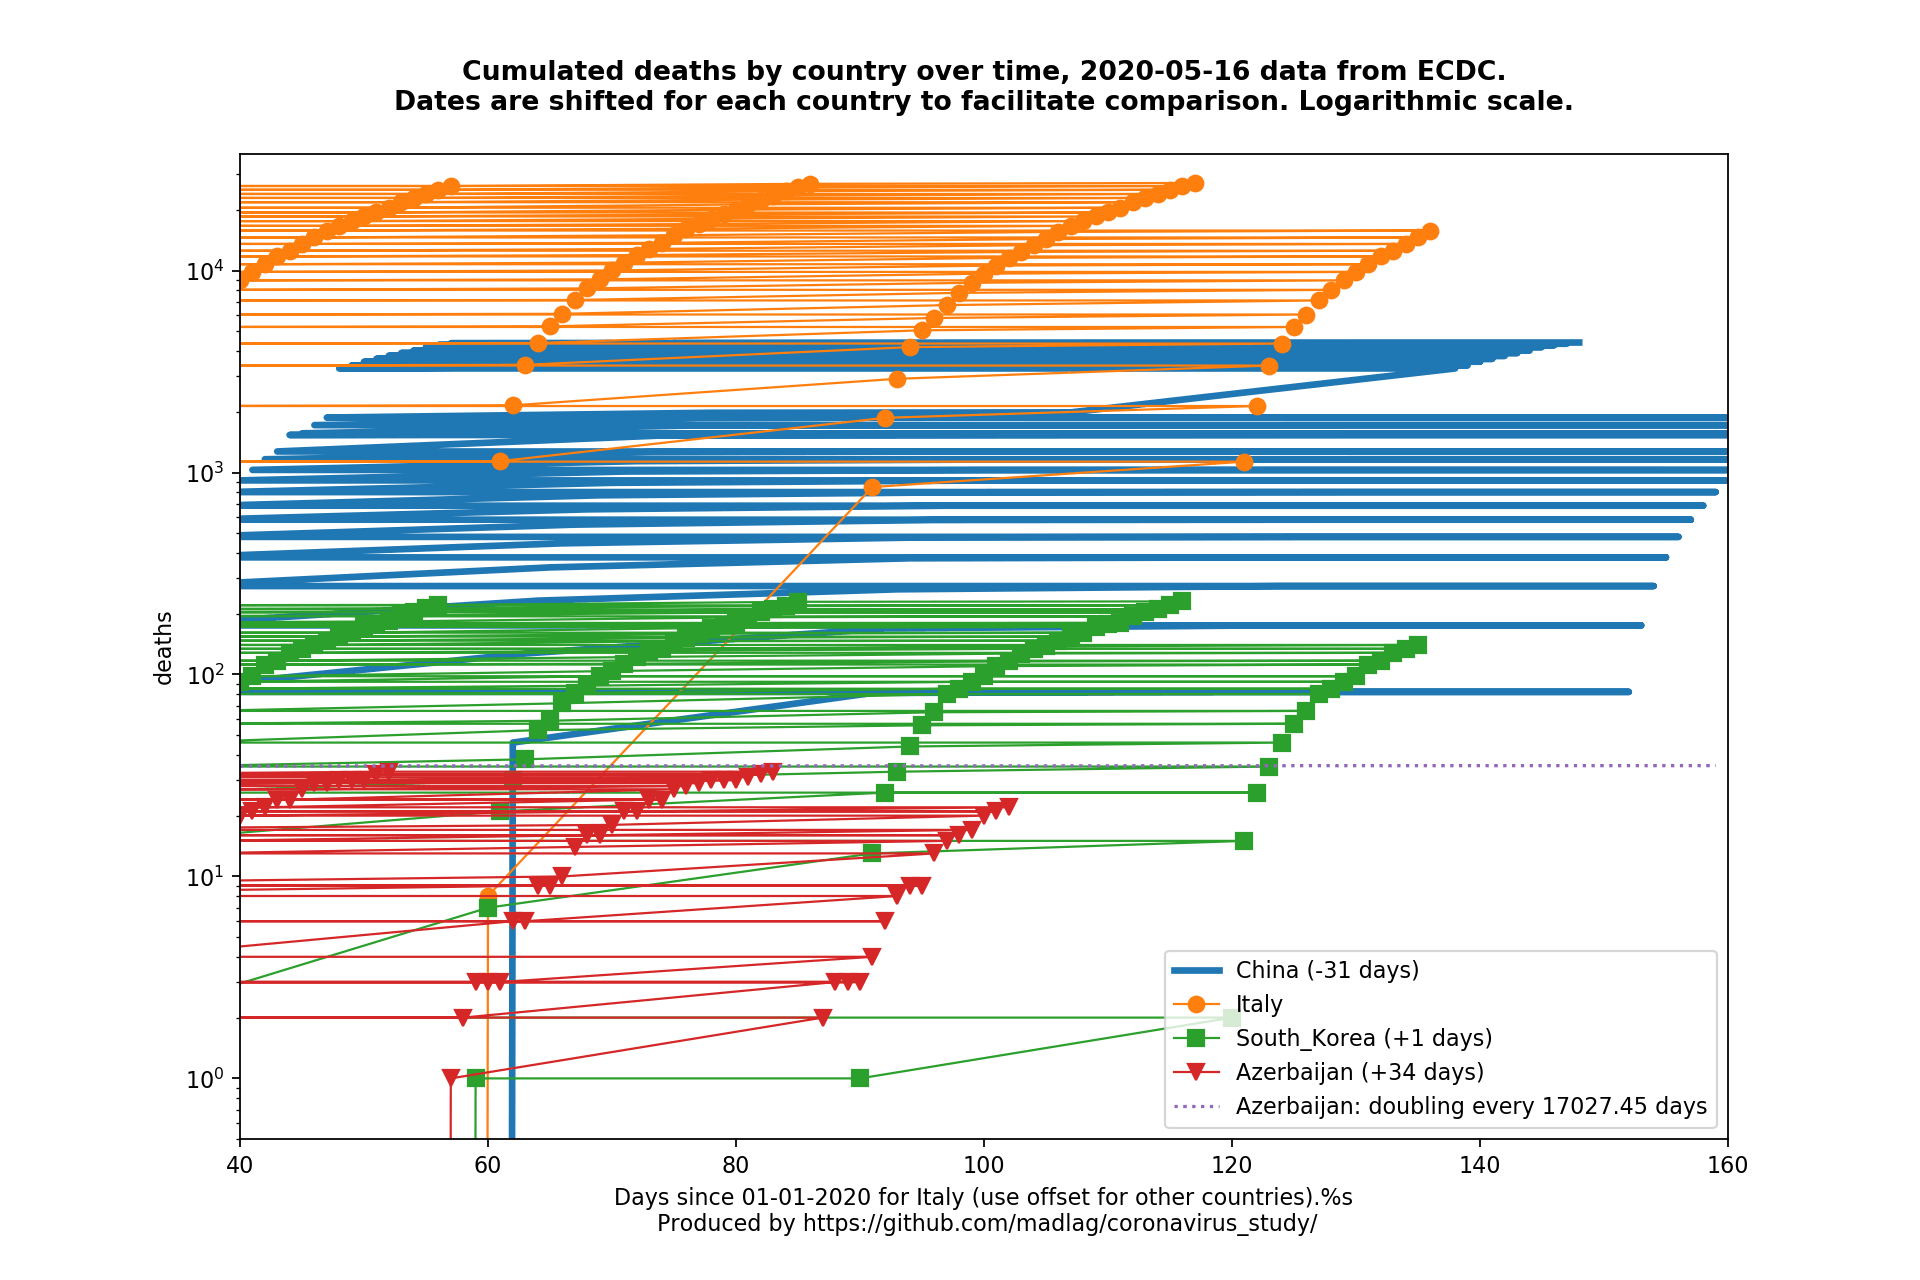 Cumulated deaths by country over time, 2020-05-16 data from ECDC.
Dates are shifted for each country to facilitate comparison. Logarithmic scale.
deaths
10⁴
10³
10²
10¹
10⁰
China (-31 days)
Italy
South_Korea (+1 days)
Azerbaijan (+34 days)
Azerbaijan: doubling every 17027.45 days
40 60 80 100 120 140 160
Days since 01-01-2020 for Italy (use offset for other countries).%s
Produced by https://github.com/madlag/coronavirus_study/